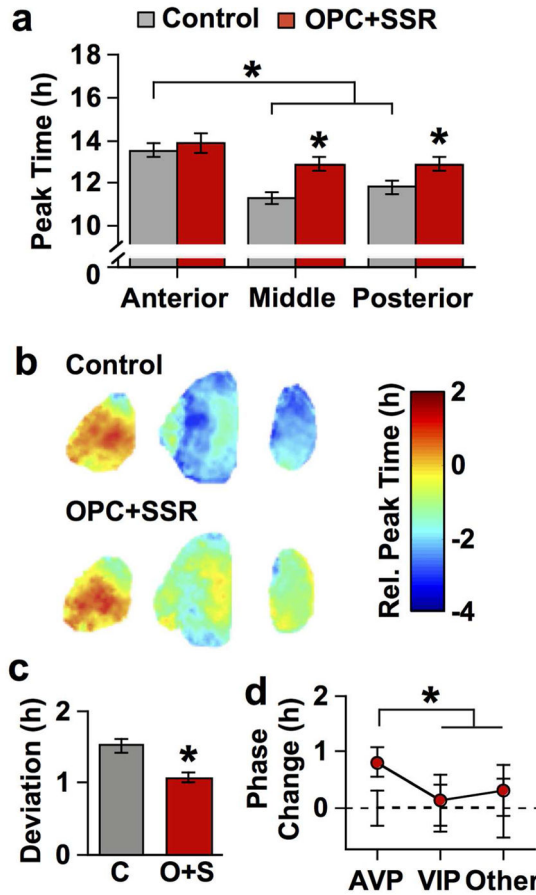 a
Control OPC+SSR
18
16
14
12
10
0
Peak Time (h)
*
*
*
Anterior Middle Posterior
b
Control
OPC+SSR
2
0
-2
-4
Rel. Peak Time (h)
c
2
1
0
Deviation (h)
*
C O+S
d
2
1
0
Phase
Change (h)
*
AVP VIP Other